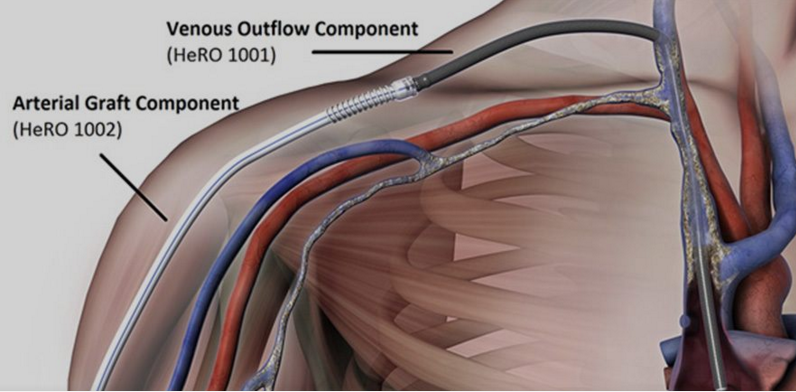 Venous Outflow Component
(HeRO 1001)
Arterial Graft Component
(HeRO 1002)